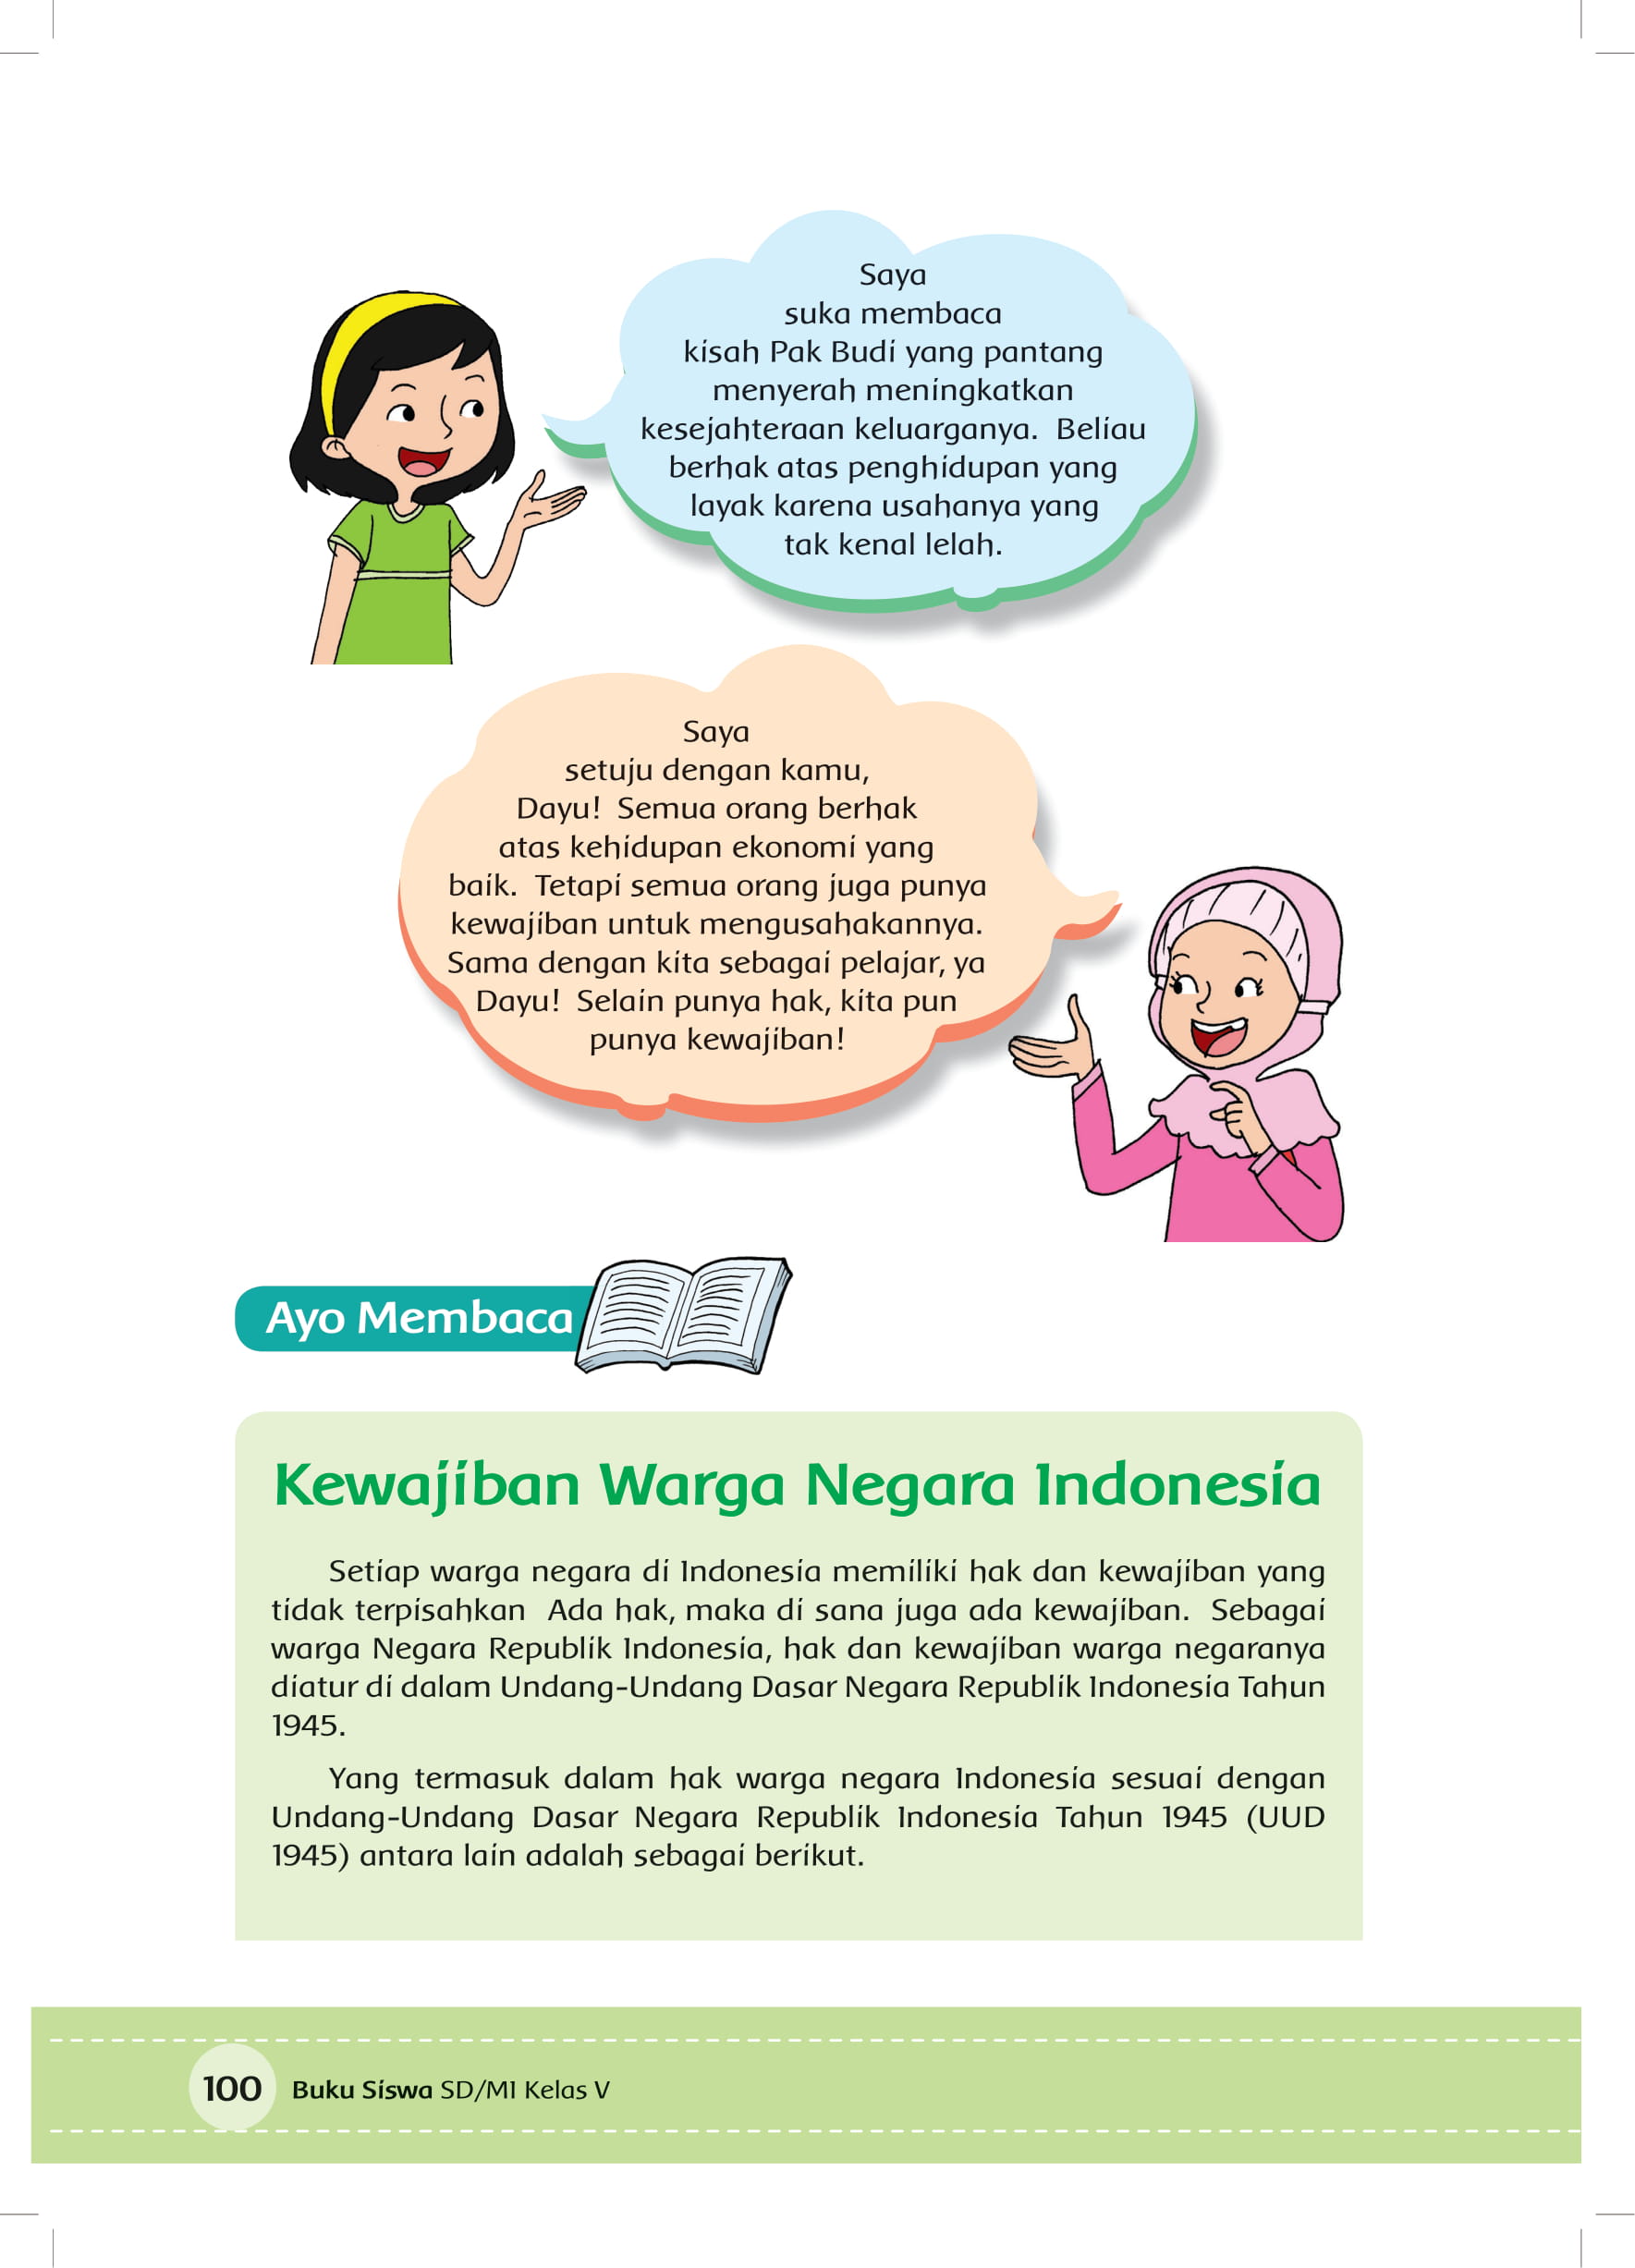 Saya
suka membaca
kisah Pak Budi yang pantang
menyerah meningkatkan
kesejahteraan keluarganya.  Beliau
berhak atas penghidupan yang
layak karena usahanya yang
tak kenal lelah.
Saya
setuju dengan kamu,
Dayu!  Semua orang berhak
atas kehidupan ekonomi yang
baik.  Tetapi semua orang juga punya
kewajiban untuk mengusahakannya.
Sama dengan kita sebagai pelajar, ya
Dayu!  Selain punya hak, kita pun
punya kewajiban!
Ayo Membaca
Kewajiban Warga Negara Indonesia
Setiap warga negara di Indonesia memiliki hak dan kewajiban yang
tidak terpisahkan  Ada hak, maka di sana juga ada kewajiban.  Sebagai
warga Negara Republik Indonesia, hak dan kewajiban warga negaranya
diatur di dalam Undang-Undang Dasar Negara Republik Indonesia Tahun
1945.
Yang termasuk dalam hak warga negara Indonesia sesuai dengan
Undang-Undang Dasar Negara Republik Indonesia Tahun 1945 (UUD
1945) antara lain adalah sebagai berikut.
100 Buku Siswa SD/MI Kelas V